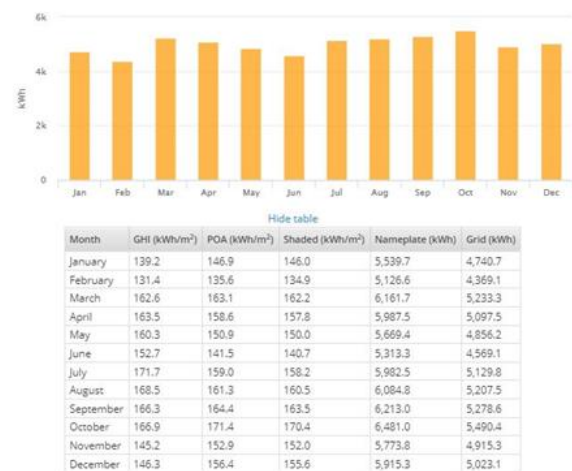 6k
4k
kWh
2k
0
Jan Feb Mar Apr May Jun Jul Aug Sep Oct Nov Dec
Hide table
Month GHI (kWh/m²) POA (kWh/m²) Shaded (kWh/m²) Nameplate (kWh) Grid (kWh)
January 139.2 146.9 146.0 5,539.7 4,740.7
February 131.4 135.6 134.9 5,126.6 4,369.1
March 162.6 163.1 162.2 6,161.7 5,233.3
April 163.5 158.6 157.8 5,987.5 5,097.5
May 160.3 150.9 150.0 5,669.4 4,856.2
June 152.7 141.5 140.7 5,313.3 4,569.1
July 171.7 159.0 158.2 5,982.5 5,129.8
August 168.5 161.3 160.5 6,084.8 5,207.5
September 166.3 164.4 163.5 6,213.0 5,278.6
October 166.9 171.4 170.4 6,481.0 5,490.4
November 145.2 152.9 152.0 5,773.8 4,915.3
December 146.3 156.4 155.6 5,915.3 5,023.1